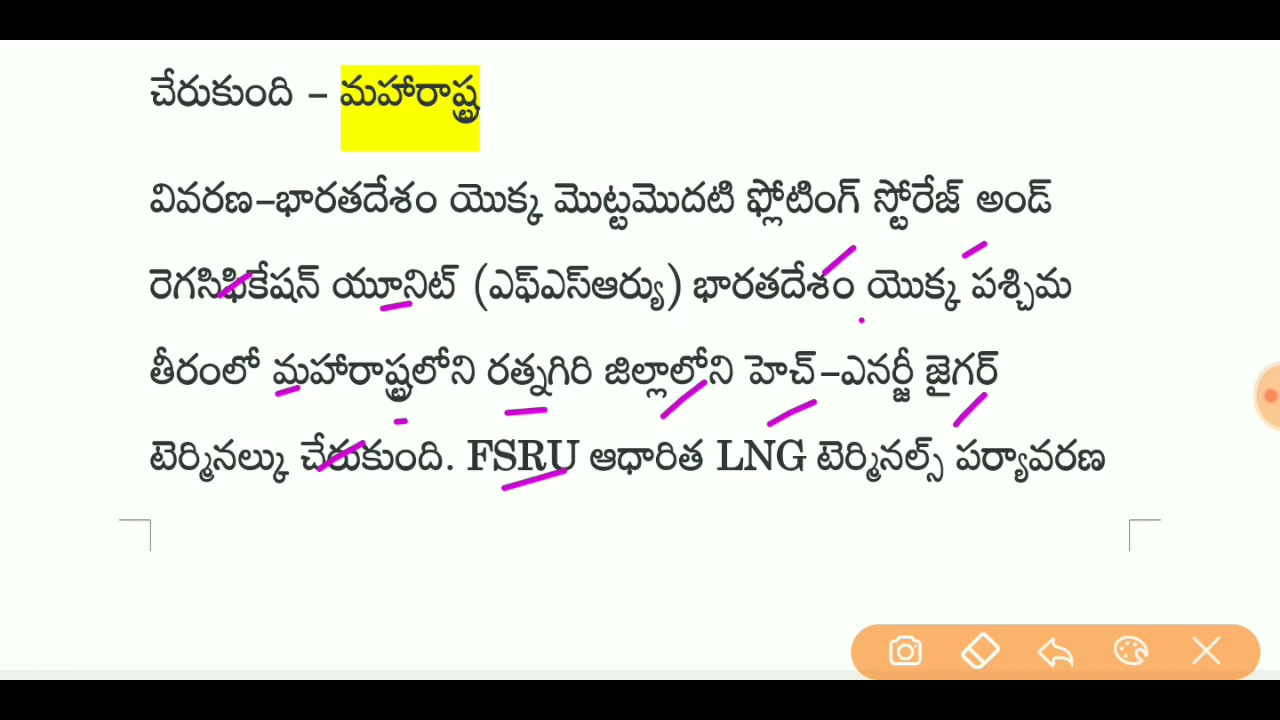 చేరుకుంది – మహారాష్ట్ర
వివరణ–భారతదేశం యొక్క మొట్టమొదటి ఫ్లోటింగ్ స్టోరేజ్ అండ్
రెగసిఫికేషన్ యూనిట్ (ఎఫ్ఎస్ఆర్యు) భారతదేశం యొక్క పశ్చిమ
తీరంలో మహారాష్ట్రలోని రత్నగిరి జిల్లాలోని హెచ్–ఎనర్జీ జైగర్
టెర్మినల్కు చేరుకుంది. FSRU ఆధారిత LNG టెర్మినల్స్ పర్యావరణ